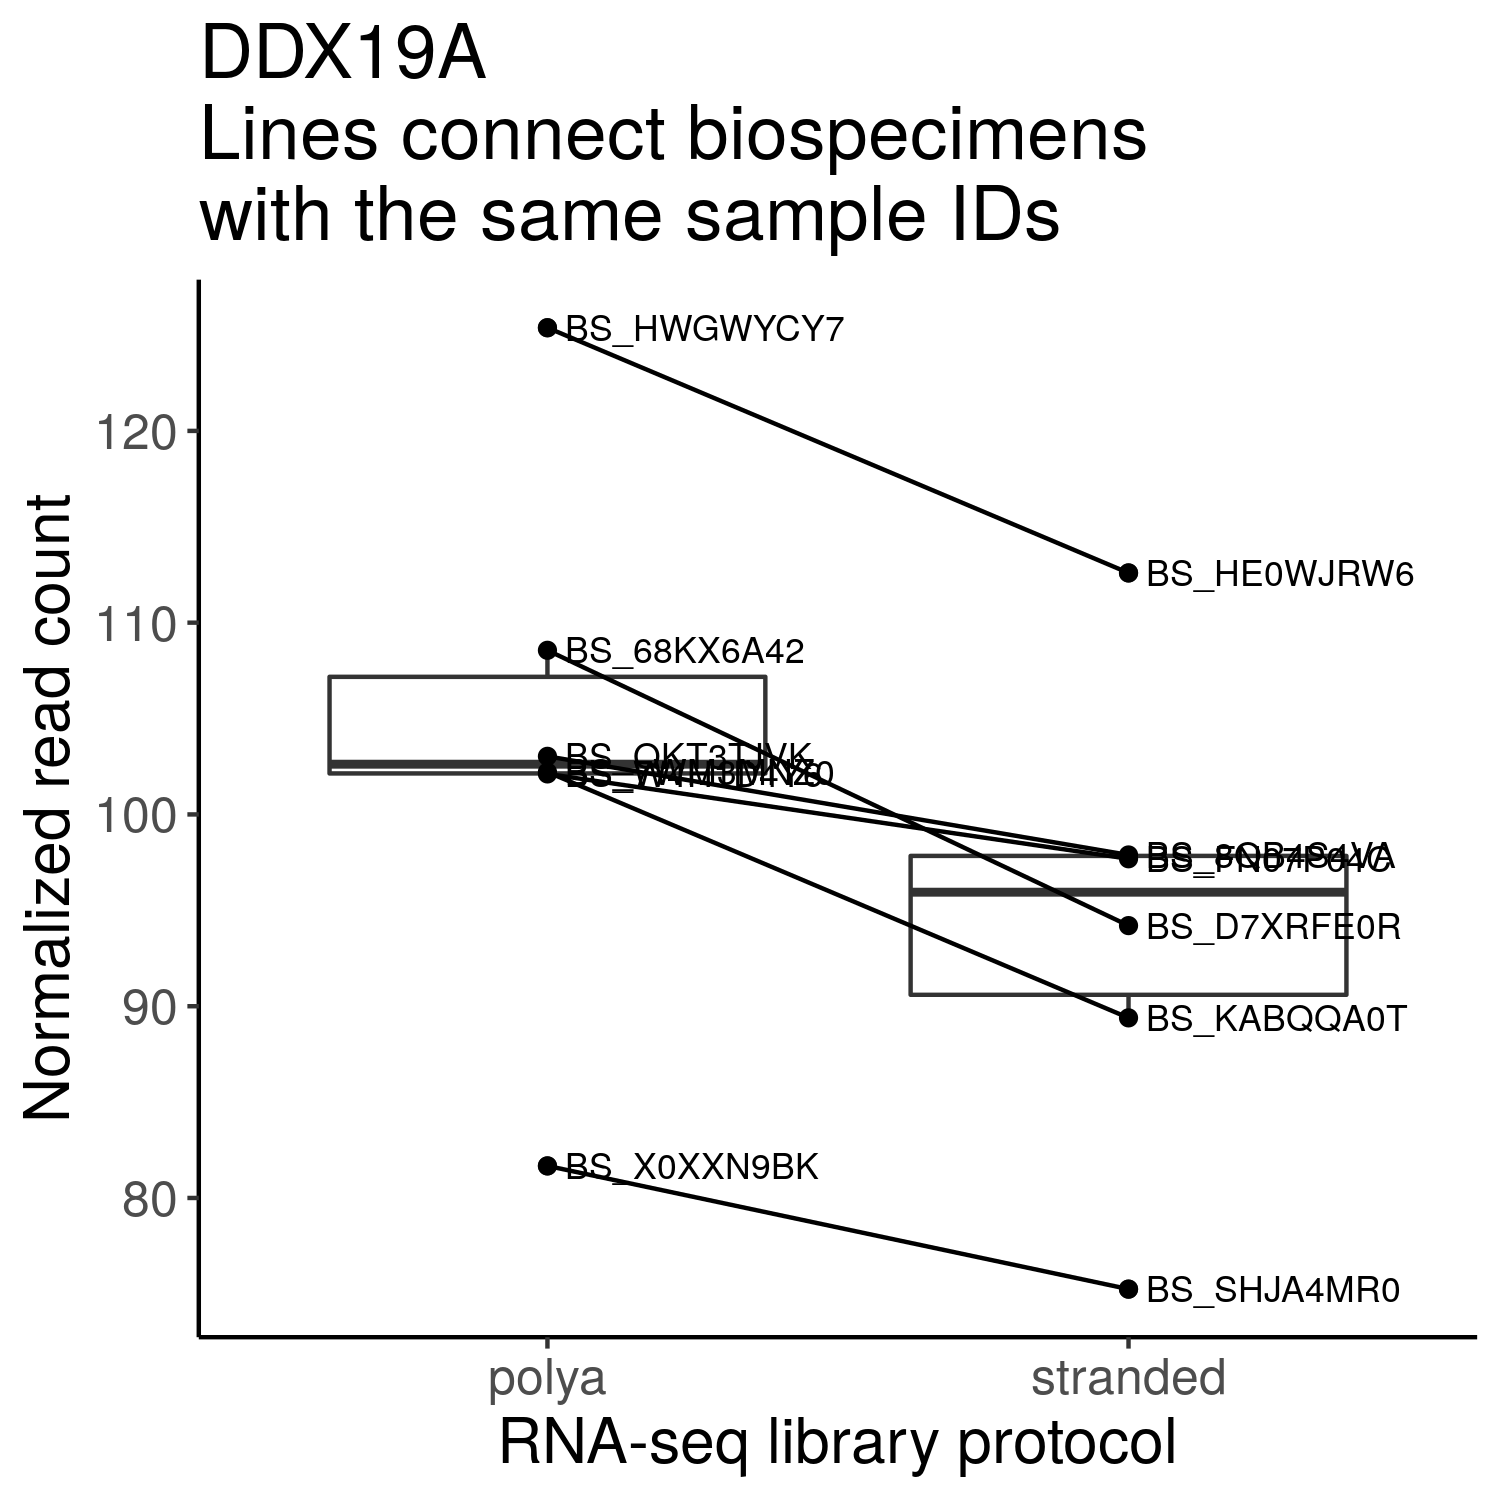 DDX19A
Lines connect biospecimens
with the same sample IDs
Normalized read count
120
110
100
90
80
BS_HWGWYCY7
BS_HE0WJRW6
BS_68KX6A42
BS_D7XRFE0R
BS_KABQQA0T
BS_X0XXN9BK
BS_SHJA4MR0
polya
stranded
RNA-seq library protocol